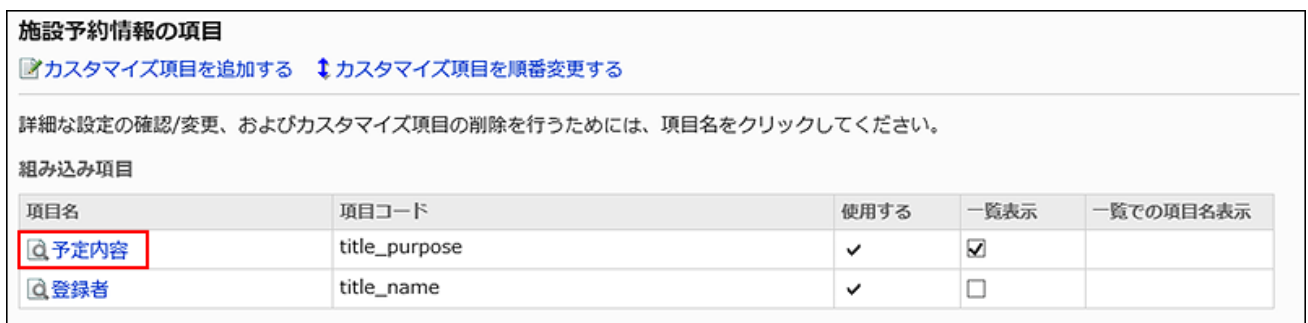 施設予約情報の項目
カスタマイズ項目を追加する カスタマイズ項目を順番変更する
詳細な設定の確認/変更、およびカスタマイズ項目の削除を行うためには、項目名をクリックしてください。
組み込み項目
項目名 項目コード 使用する 一覧表示 一覧での項目名表示
予定内容 title_purpose
登録者 title_name